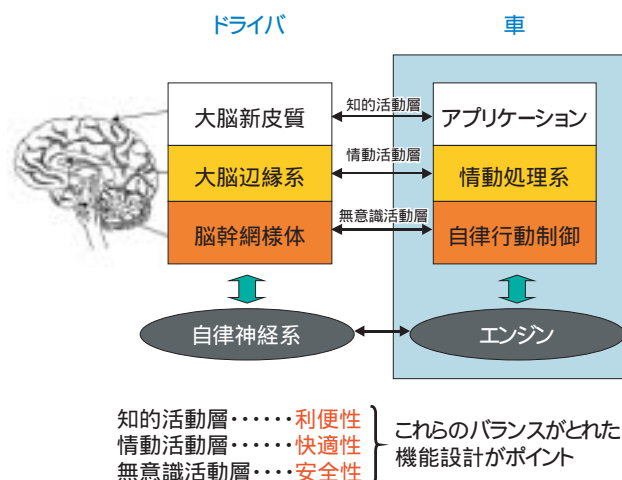 ドライバ
車
大脳新皮質
知的活動層
アプリケーション
大脳辺縁系
情動活動層
情動処理系
脳幹網様体
無意識活動層
自律行動制御
自律神経系
エンジン
知的活動層・・・・・・利便性
情動活動層・・・・・・快適性
無意識活動層・・・・安全性
これらのバランスがとれた
機能設計がポイント